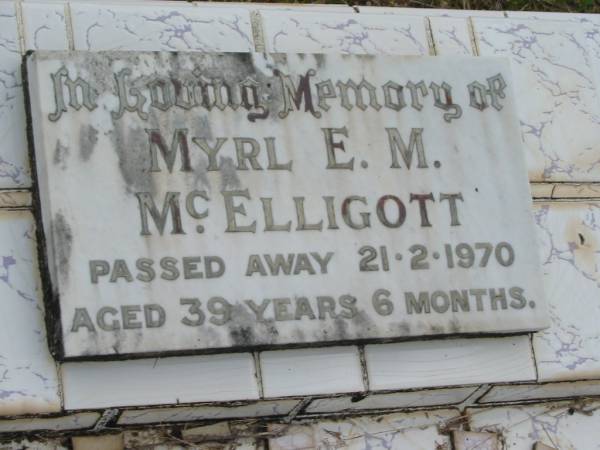 In Loving Memory of
MYRL E. M.
McELLIGOTT
PASSED AWAY 21·2·1970
AGED 39 YEARS 6 MONTHS.